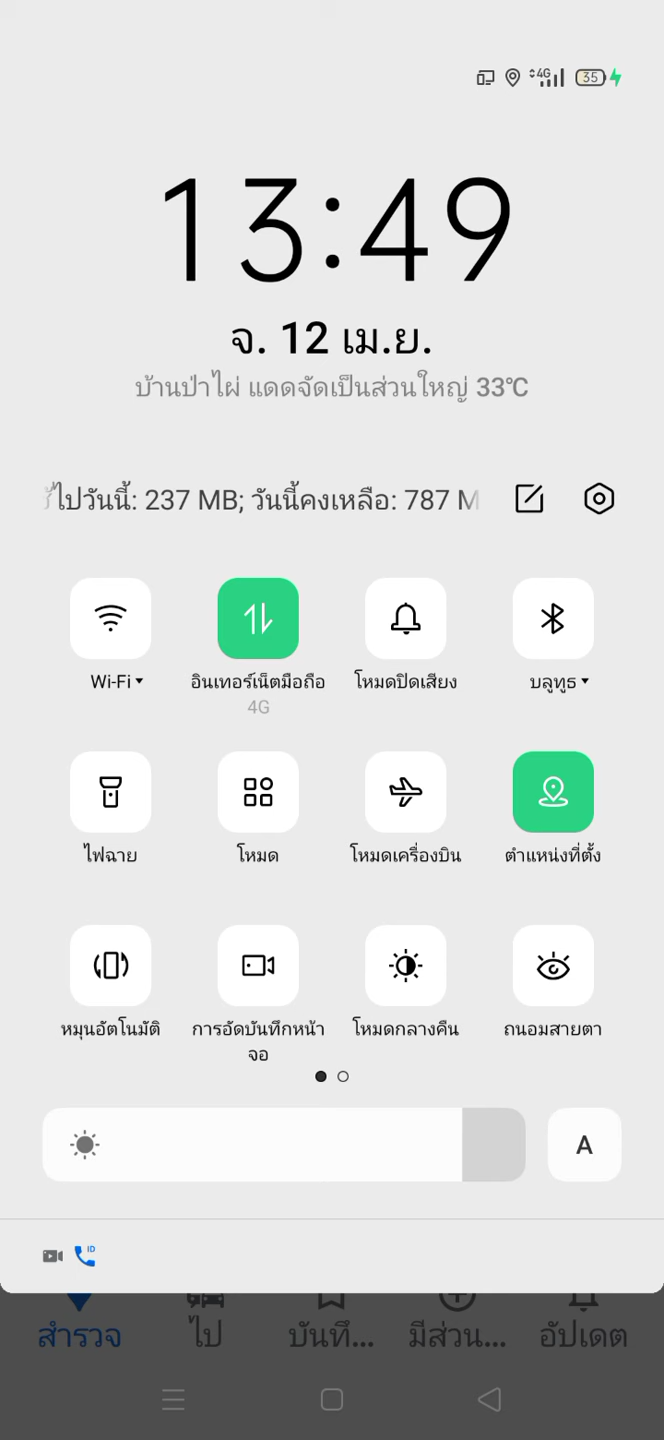 4G 35
13:49
จ. 12 เม.ย.
บ้านป่าไผ่ แดดจัดเป็นส่วนใหญ่ 33°C
ไปวันนี้: 237 MB; วันนี้คงเหลือ: 787 M
Wi-Fi อินเทอร์เน็ตมือถือ โหมดปิดเสียง บลูทูธ
4G
ไฟฉาย โหมด โหมดเครื่องบิน ตำแหน่งที่ตั้ง
หมุนอัตโนมัติ การอัดบันทึกหน้า โหมดกลางคืน ถนอมสายตา
จอ
A
ID
สำรวจ ไป บันทึ... มีส่วน... อัปเดต